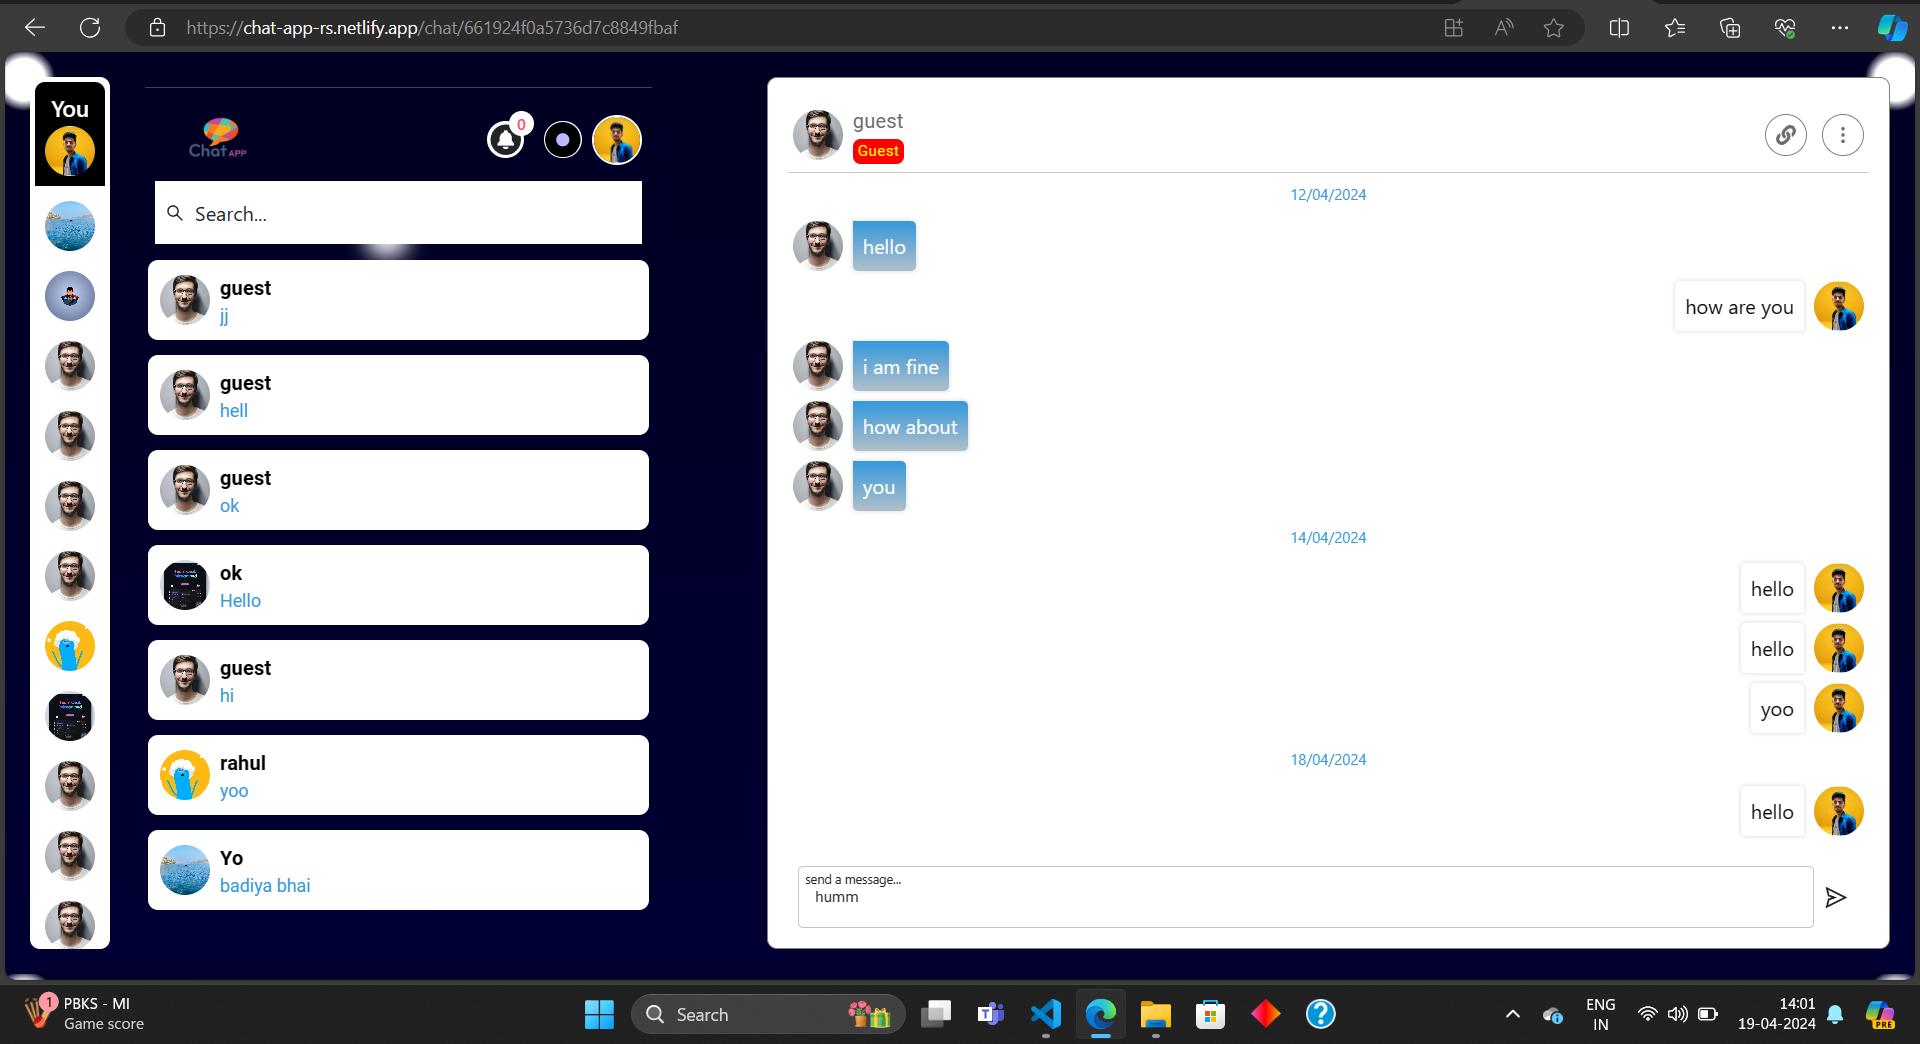 https://chat-app-rs.netlify.app/chat/661924f0a5736d7c8849fbaf
You
Chat APP
0
Search...
guest
jj
guest
hell
guest
ok
ok
Hello
guest
hi
rahul
yoo
Yo
badiya bhai
guest
Guest
12/04/2024
hello
how are you
i am fine
how about
you
14/04/2024
hello
hello
yoo
18/04/2024
hello
send a message...
humm
1
PBKS - MI
Game score
Search
ENG
IN
14:01
19-04-2024
PRE